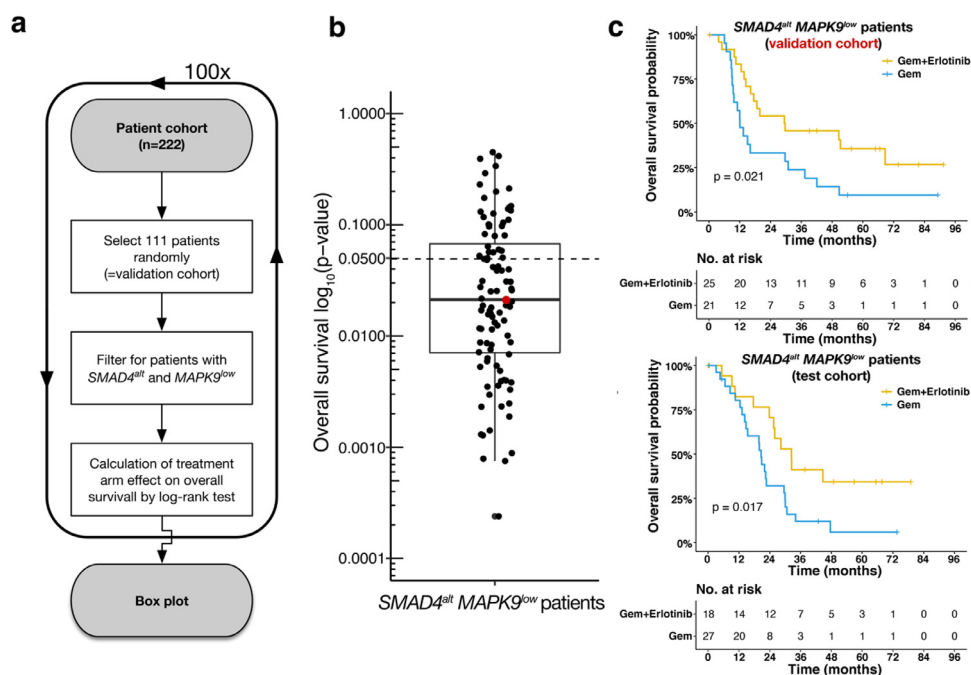 a
100x
Patient cohort
(n=222)
Select 111 patients
randomly
(=validation cohort)
Filter for patients with
SMAD4alt and MAPK9low
Calculation of treatment
arm effect on overall
survivall by log-rank test
Box plot
b
Overall survival log10(p−value)
1.0000
0.1000
0.0500
0.0100
0.0010
0.0001
SMAD4alt MAPK9low patients
c
SMAD4alt MAPK9low patients
(validation cohort)
Gem+Erlotinib
Gem
Overall survival probability
100%
75%
50%
25%
0%
p = 0.021
0 12 24 36 48 60 72 84 96
Time (months)
No. at risk
Gem+Erlotinib 25 20 13 11 9 6 3 1 0
Gem 21 12 7 5 3 1 1 1 0
0 12 24 36 48 60 72 84 96
Time (months)
SMAD4alt MAPK9low patients
(test cohort)
Gem+Erlotinib
Gem
Overall survival probability
100%
75%
50%
25%
0%
p = 0.017
0 12 24 36 48 60 72 84 96
Time (months)
No. at risk
Gem+Erlotinib 18 14 12 7 5 3 1 0 0
Gem 27 20 8 3 1 1 1 0 0
0 12 24 36 48 60 72 84 96
Time (months)